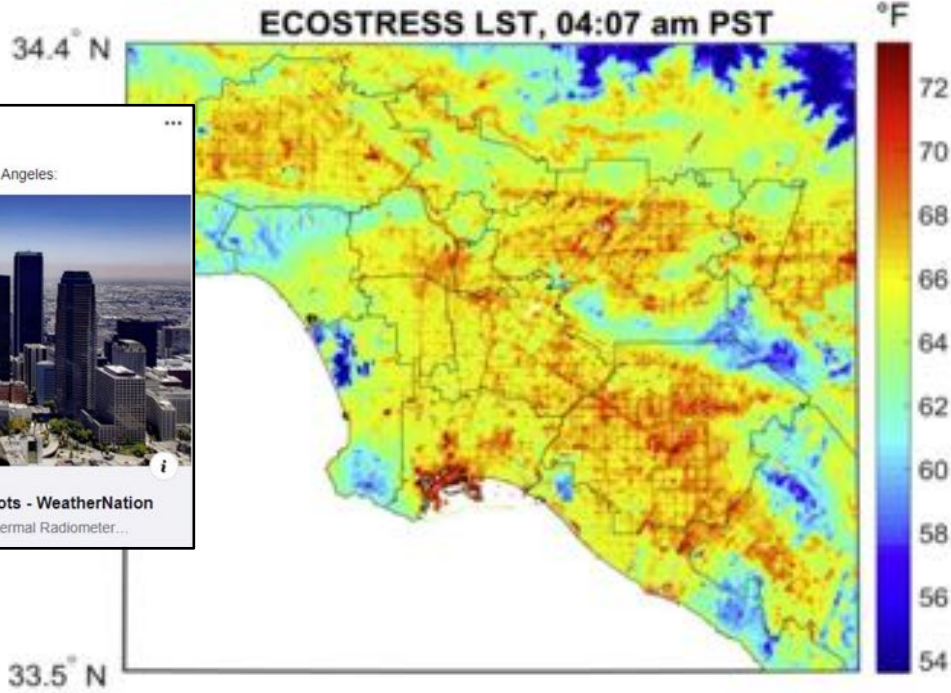 ECOSTRESS LST, 04:07 am PST
°F
34.4° N
...
Angeles:
i
ots - WeatherNation
ermal Radiometer...
33.5° N
72
70
68
66
64
62
60
58
56
54